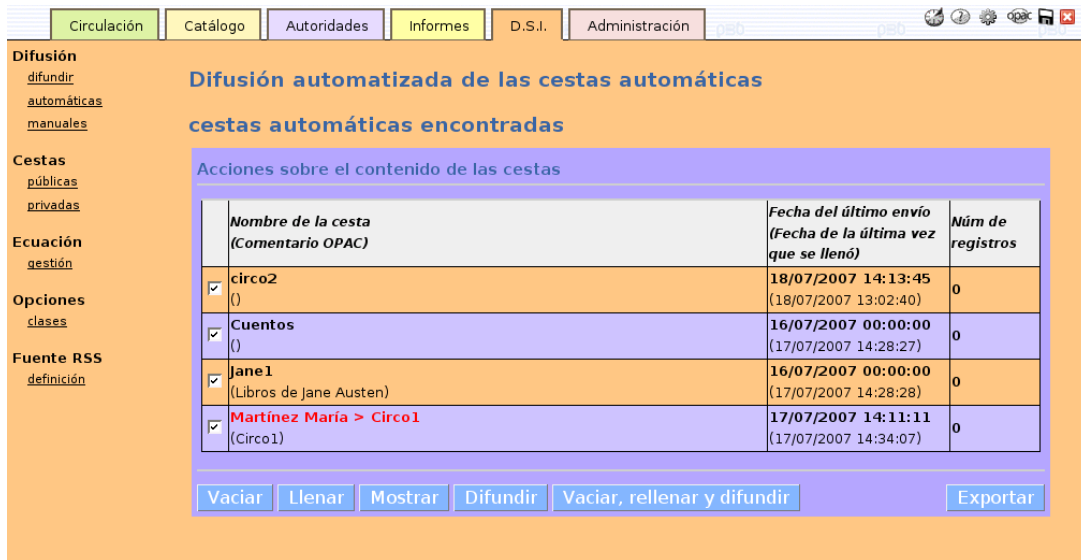 Circulación Catálogo Autoridades Informes D.S.I. Administración
opac
Difusión
difundir
automáticas
manuales
Cestas
públicas
privadas
Ecuación
gestión
Opciones
clases
Fuente RSS
definición
Difusión automatizada de las cestas automáticas
cestas automáticas encontradas
Acciones sobre el contenido de las cestas
Nombre de la cesta
(Comentario OPAC)
Fecha del último envío
(Fecha de la última vez
que se llenó)
Núm de
registros
circo2 18/07/2007 14:13:45 0
() (18/07/2007 13:02:40)
Cuentos 16/07/2007 00:00:00 0
() (17/07/2007 14:28:27)
Jane1 16/07/2007 00:00:00 0
(Libros de Jane Austen) (17/07/2007 14:28:28)
Martínez María > Circo1 17/07/2007 14:11:11 0
(Circo1) (17/07/2007 14:34:07)
Vaciar Llenar Mostrar Difundir Vaciar, rellenar y difundir Exportar